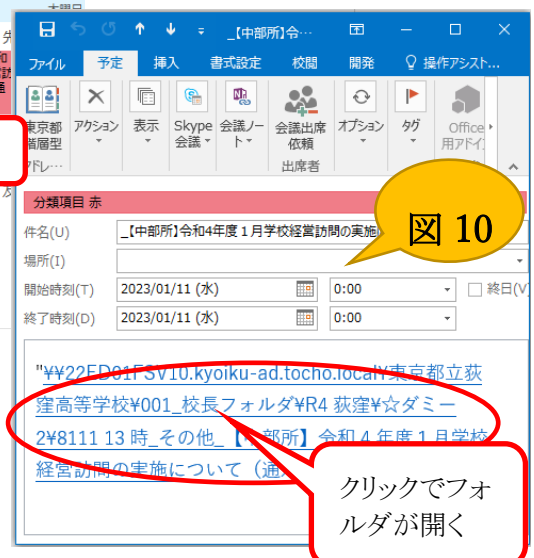 木曜日
_【中部所】令…
ファイル 予定 挿入 書式設定 校閲 開発 操作アシスト…
東京都 アクション 表示 Skype 会議ノー 会議出席 オプション タグ Office
階層型 会議 ト 依頼 用アドイ
アドレ… 出席者
分類項目 赤
件名(U) _【中部所】令和4年度１月学校経営訪問の実施
図 10
場所(I)
開始時刻(T) 2023/01/11 (水) 0:00 終日(V
終了時刻(D) 2023/01/11 (水) 0:00
"¥¥22ED01FSV10.kyoiku-ad.tocho.local¥東京都立荻
窪高等学校¥001_校長フォルダ¥R4 荻窪¥☆ダミー
2¥8111 13 時_その他_【中部所】令和４年度１月学校
経営訪問の実施について（通
クリックでフォ
ルダが開く